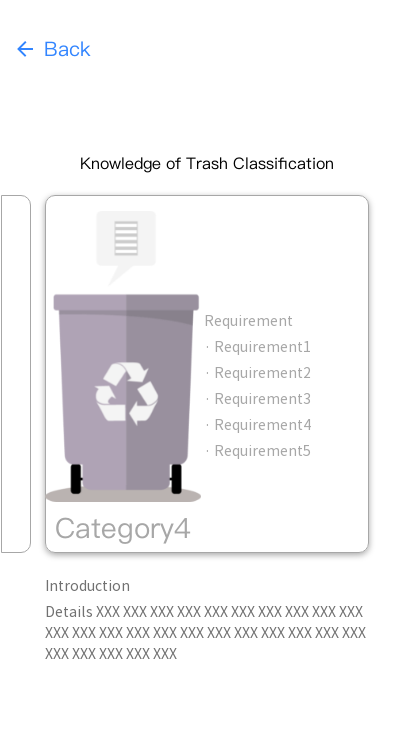 Back
Knowledge of Trash Classification
Requirement
· Requirement1
· Requirement2
· Requirement3
· Requirement4
· Requirement5
Category4
Introduction
Details XXX XXX XXX XXX XXX XXX XXX XXX XXX XXX
XXX XXX XXX XXX XXX XXX XXX XXX XXX XXX XXX XXX
XXX XXX XXX XXX XXX